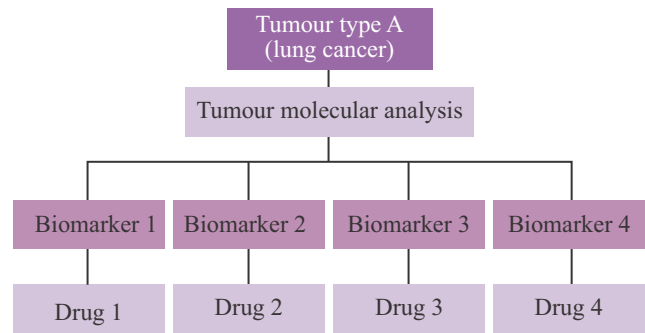 Tumour type A
(lung cancer)
Tumour molecular analysis
Biomarker 1
Biomarker 2
Biomarker 3
Biomarker 4
Drug 1
Drug 2
Drug 3
Drug 4